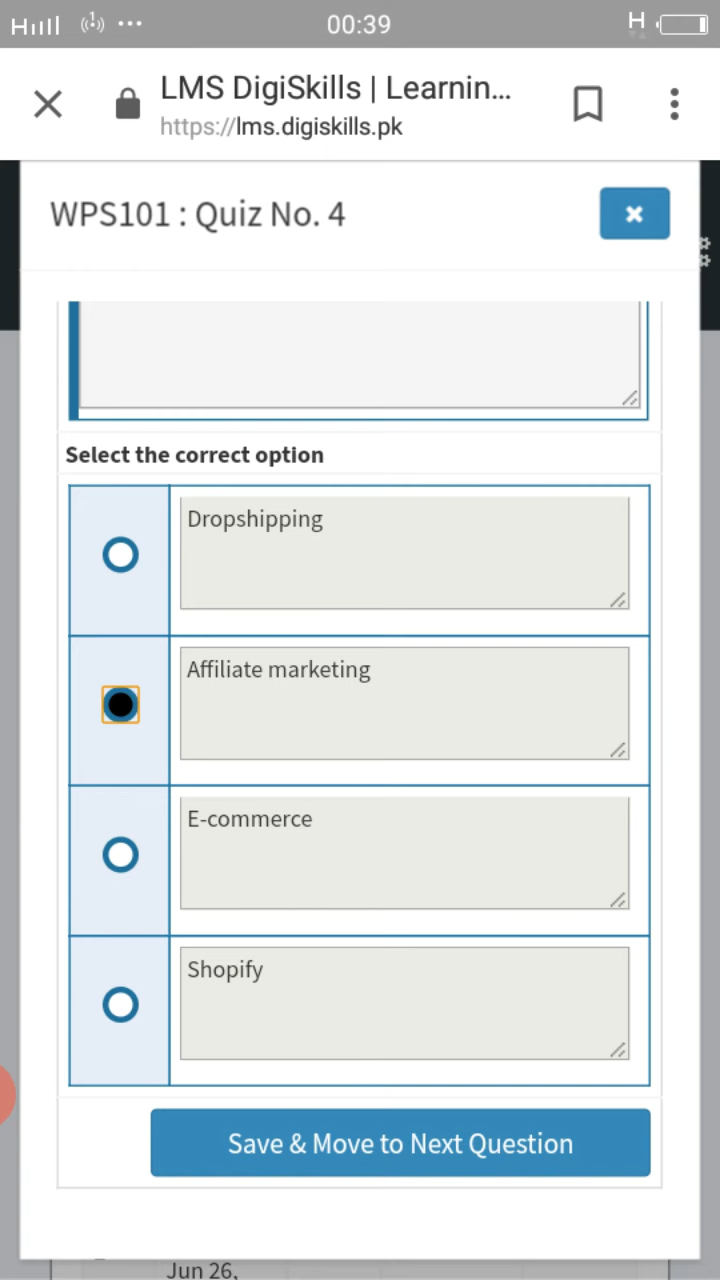 00:39
H
LMS DigiSkills | Learnin...
https://lms.digiskills.pk
WPS101 : Quiz No. 4
Select the correct option
Dropshipping
Affiliate marketing
E-commerce
Shopify
Save & Move to Next Question
Jun 26,